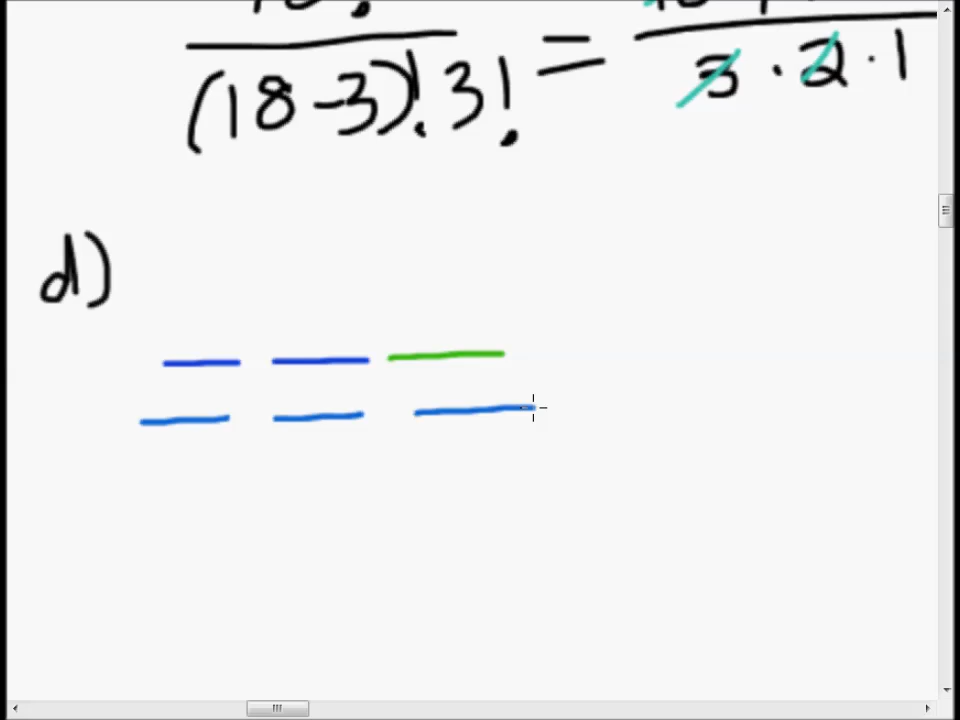 (18-3)!3! = 3 · 2 · 1
d)